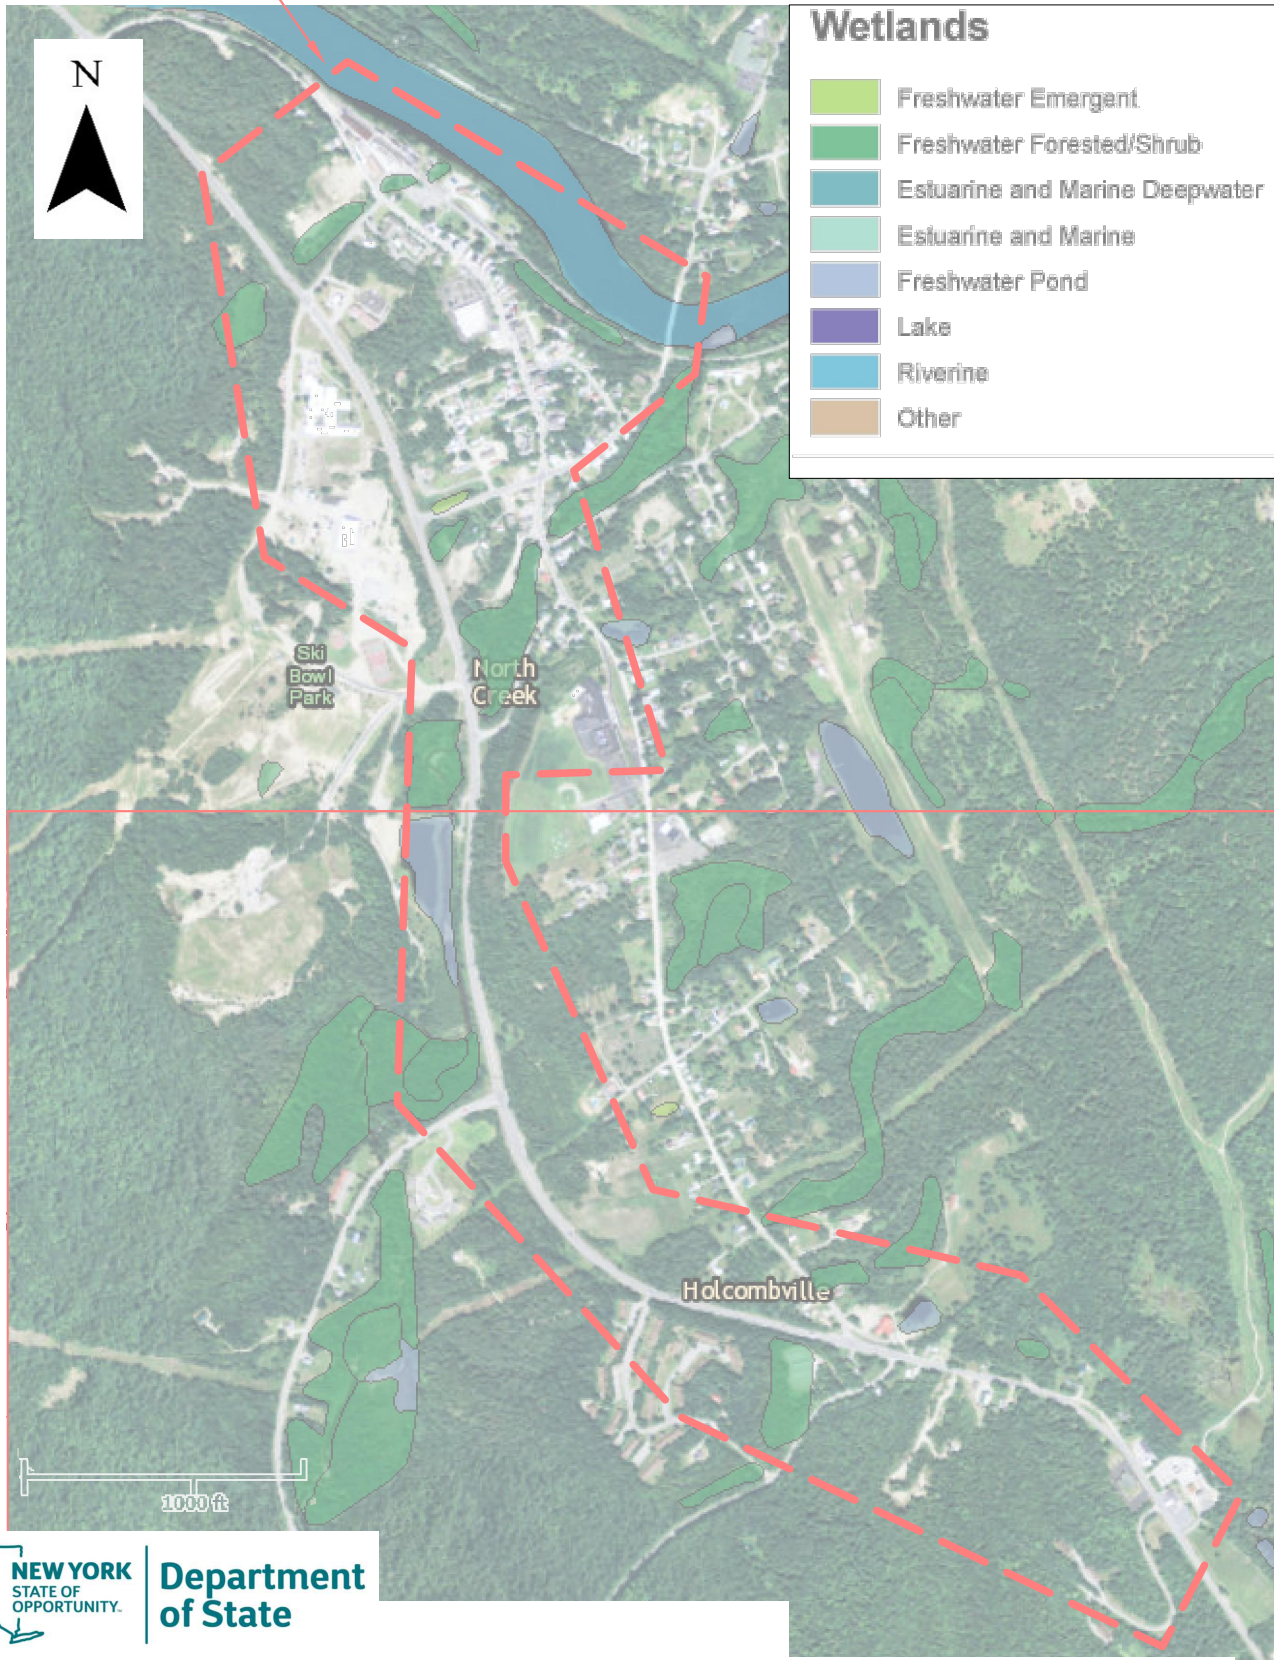 N
Wetlands
Freshwater Emergent
Freshwater Forested/Shrub
Estuarine and Marine Deepwater
Estuarine and Marine
Freshwater Pond
Lake
Riverine
Other
Ski
Bowl
Park
North
Creek
Holcombville
1000 ft
NEW YORK
STATE OF
OPPORTUNITY™
Department
of State